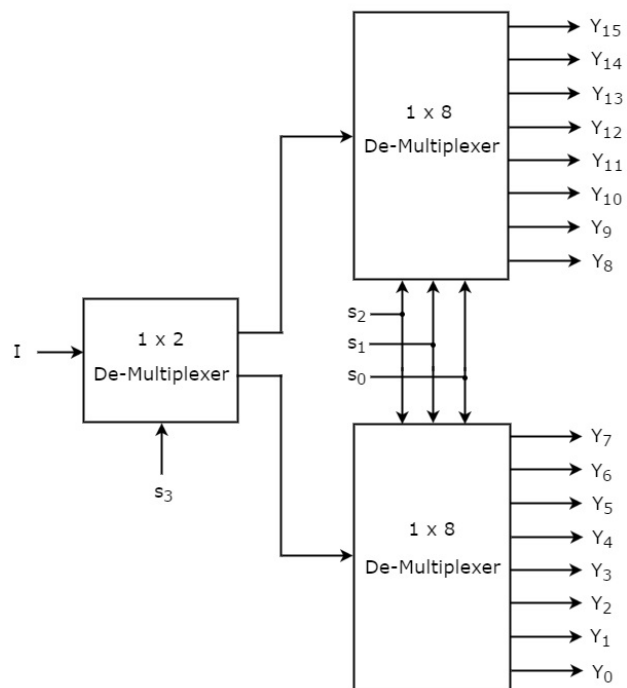 Y15
Y14
Y13
1 x 8
Y12
De-Multiplexer
Y11
Y10
Y9
Y8
s2
s1
s0
1 x 2
I
De-Multiplexer
s3
Y7
Y6
Y5
1 x 8
Y4
De-Multiplexer
Y3
Y2
Y1
Y0